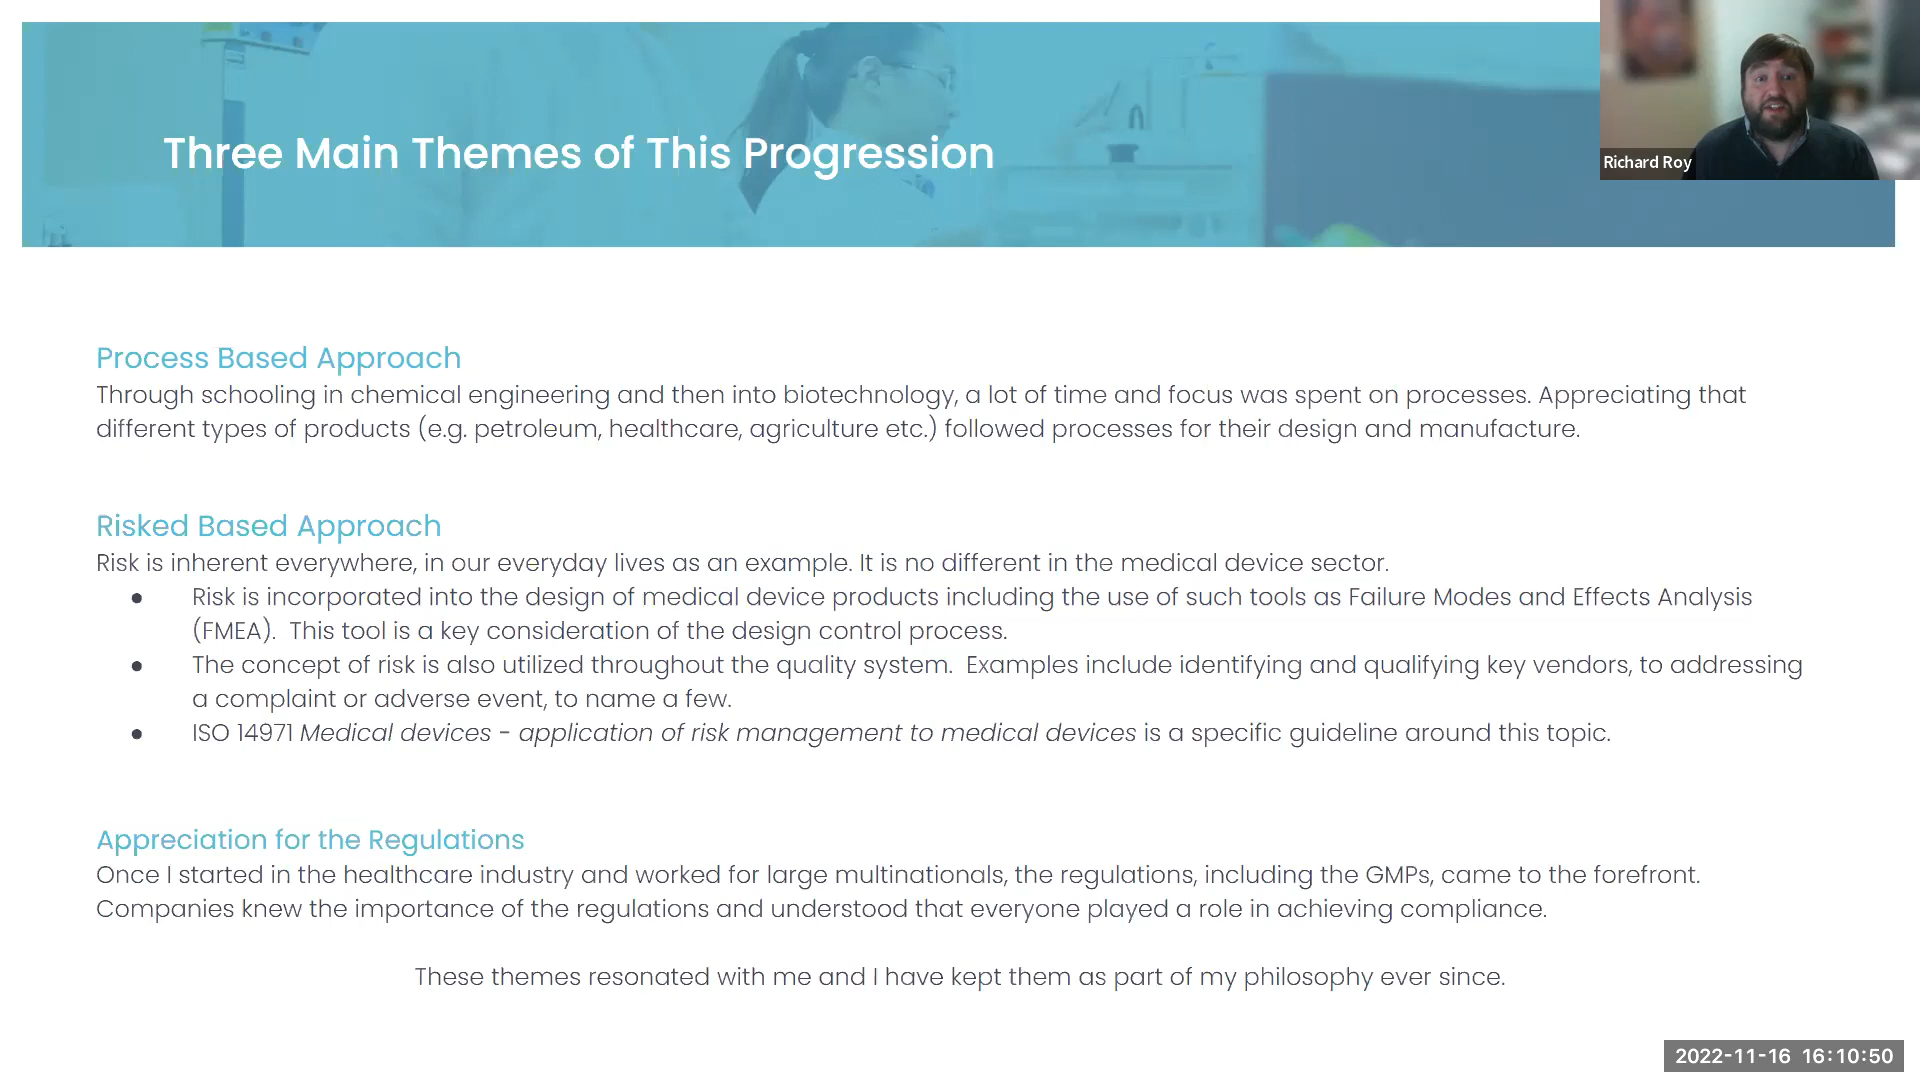 Three Main Themes of This Progression
Richard Roy
Process Based Approach
Through schooling in chemical engineering and then into biotechnology, a lot of time and focus was spent on processes. Appreciating that
different types of products (e.g. petroleum, healthcare, agriculture etc.) followed processes for their design and manufacture.
Risked Based Approach
Risk is inherent everywhere, in our everyday lives as an example. It is no different in the medical device sector.
● Risk is incorporated into the design of medical device products including the use of such tools as Failure Modes and Effects Analysis
(FMEA).  This tool is a key consideration of the design control process.
● The concept of risk is also utilized throughout the quality system.  Examples include identifying and qualifying key vendors, to addressing
a complaint or adverse event, to name a few.
● ISO 14971 Medical devices - application of risk management to medical devices is a specific guideline around this topic.
Appreciation for the Regulations
Once I started in the healthcare industry and worked for large multinationals, the regulations, including the GMPs, came to the forefront.
Companies knew the importance of the regulations and understood that everyone played a role in achieving compliance.
These themes resonated with me and I have kept them as part of my philosophy ever since.
2022-11-16  16:10:50